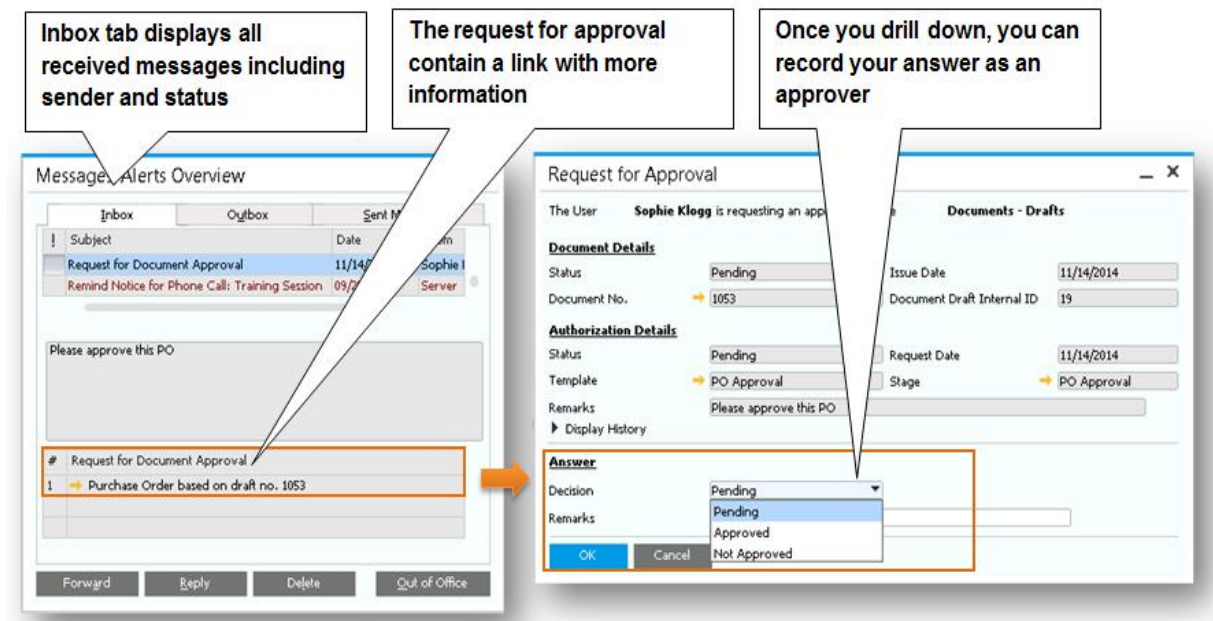 Inbox tab displays all
received messages including
sender and status
The request for approval
contain a link with more
information
Once you drill down, you can
record your answer as an
approver
Alerts Overview
Inbox
Outbox
Sent
! Subject Date
Request for Document Approval 11/14/ Sophie
Remind Notice for Phone Call: Training Session 09/2 Server
Please approve this PO
# Request for Document Approval
1 Purchase Order based on draft no. 1053
Forward Reply Delete Out of Office
Request for Approval
The User Sophie Klogg is requesting an Documents - Drafts
Document Details
Status Pending Issue Date 11/14/2014
Document No. 1053 Document Draft Internal ID 19
Authorization Details
Status Pending Request Date 11/14/2014
Template PO Approval Stage PO Approval
Remarks Please approve this PO
Display History
Answer
Decision Pending
Pending
Remarks
Approved
Not Approved
OK Cancel